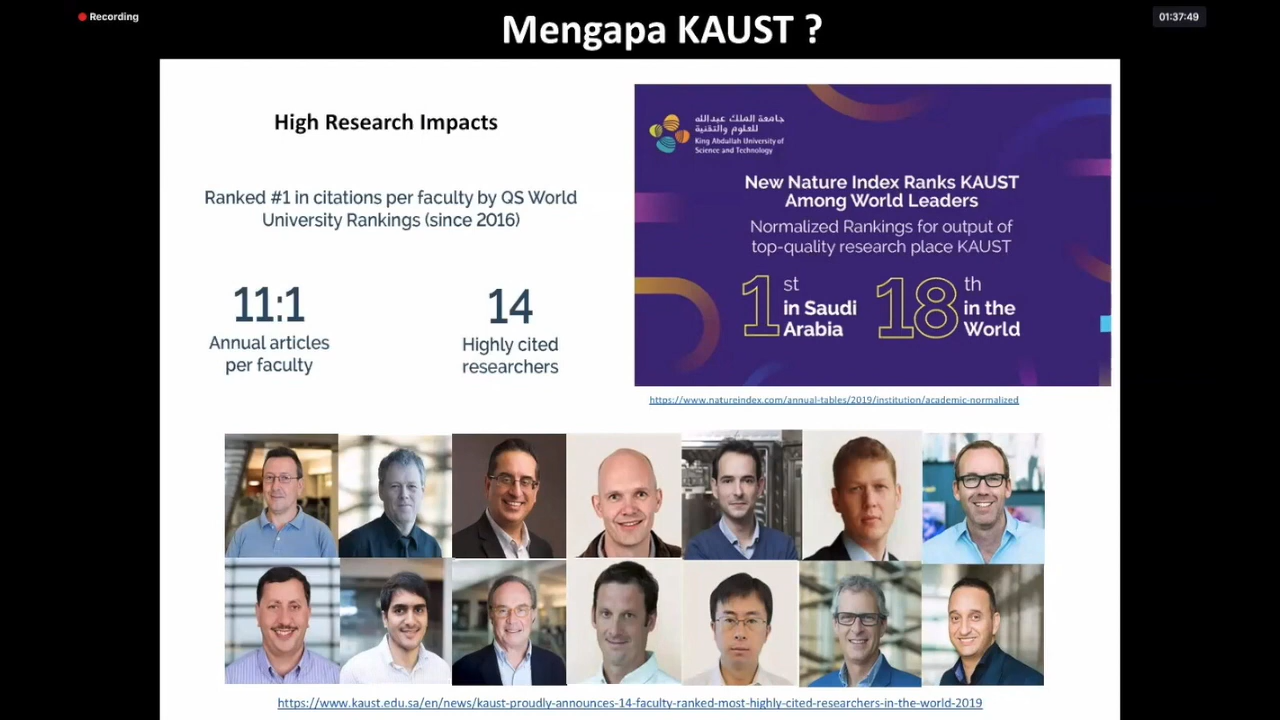 Recording
Mengapa KAUST ?
01:37:49
High Research Impacts
Ranked #1 in citations per faculty by QS World
University Rankings (since 2016)
11:1
Annual articles
per faculty
14
Highly cited
researchers
جامعة الملك عبدالله
للعلوم والتقنية
King Abdullah University of
Science and Technology
New Nature Index Ranks KAUST
Among World Leaders
Normalized Rankings for output of
top-quality research place KAUST
1st in Saudi Arabia
18th in the World
https://www.natureindex.com/annual-tables/2019/institution/academic-normalized
https://www.kaust.edu.sa/en/news/kaust-proudly-announces-14-faculty-ranked-most-highly-cited-researchers-in-the-world-2019